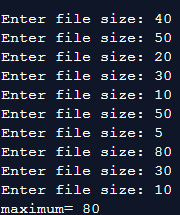 Enter file size: 40
Enter file size: 50
Enter file size: 20
Enter file size: 30
Enter file size: 10
Enter file size: 50
Enter file size: 5
Enter file size: 80
Enter file size: 30
Enter file size: 10
maximum= 80